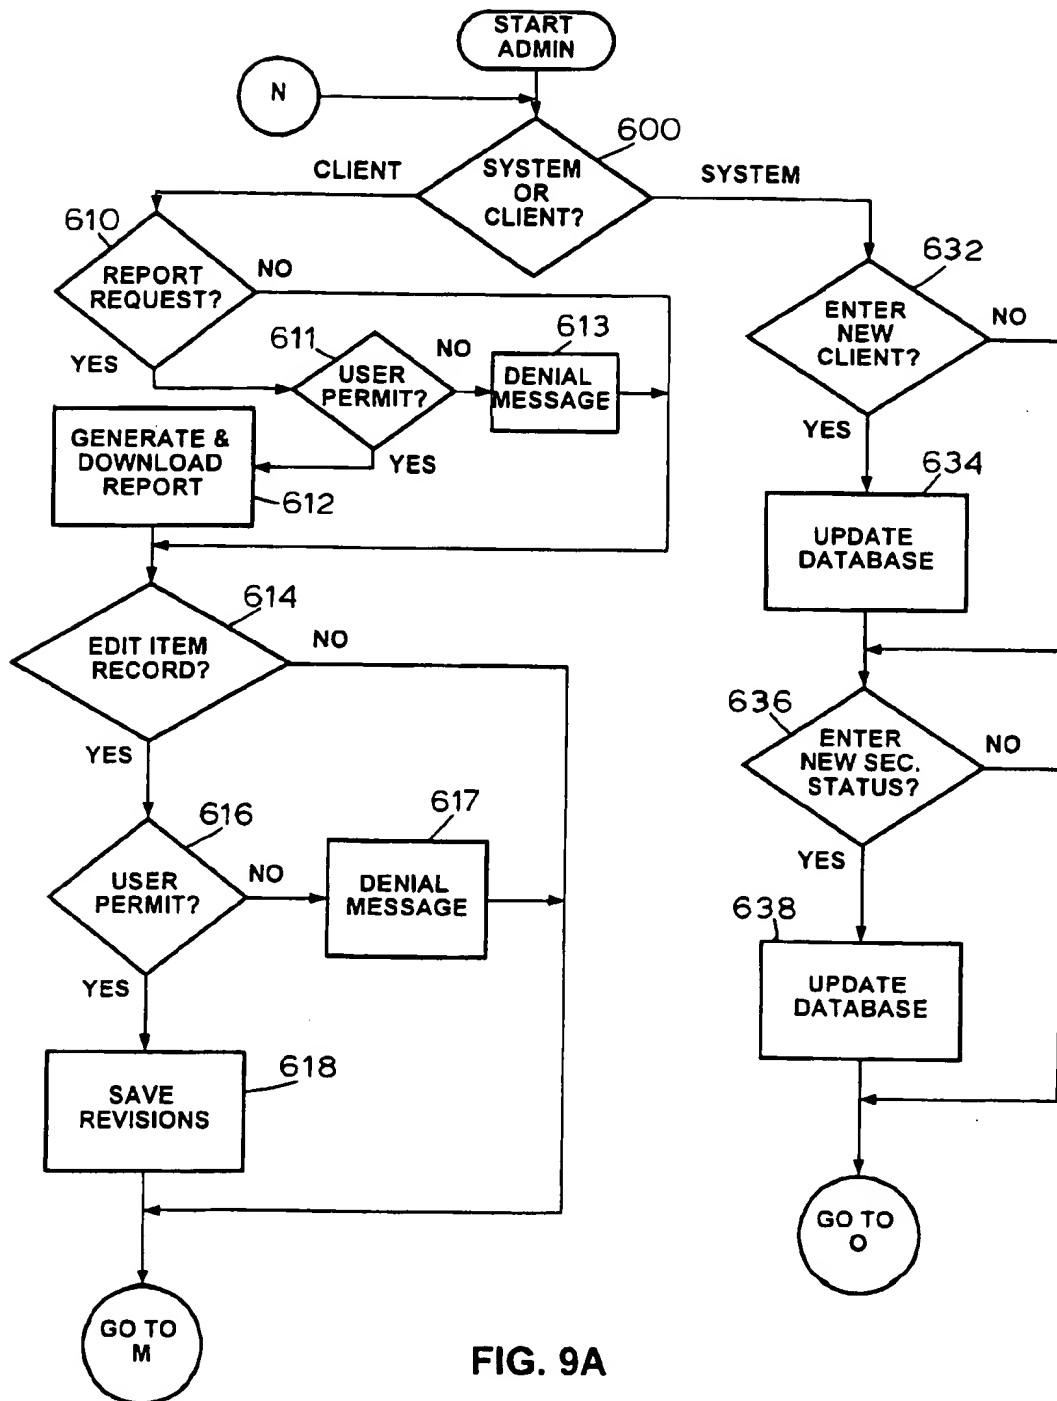 START
ADMIN
N
600
CLIENT
SYSTEM
OR
CLIENT?
SYSTEM
610
REPORT
REQUEST?
NO
YES
611
USER
PERMIT?
NO
YES
613
DENIAL
MESSAGE
GENERATE &
DOWNLOAD
REPORT
612
614
EDIT ITEM
RECORD?
NO
YES
616
USER
PERMIT?
NO
YES
617
DENIAL
MESSAGE
618
SAVE
REVISIONS
GO TO
M
632
ENTER
NEW
CLIENT?
NO
YES
634
UPDATE
DATABASE
636
ENTER
NEW SEC.
STATUS?
NO
YES
638
UPDATE
DATABASE
GO TO
O
FIG. 9A